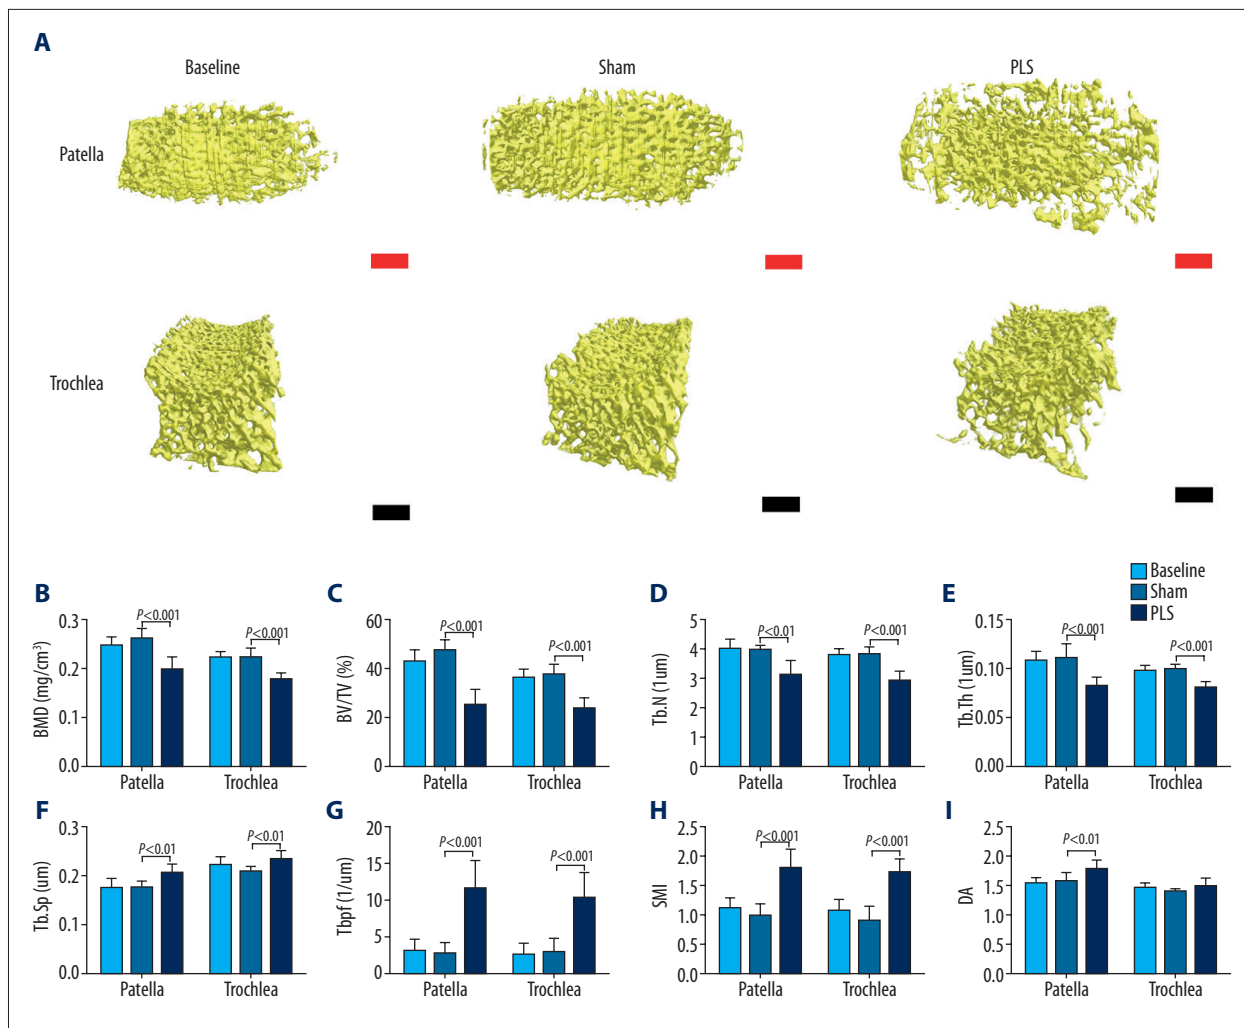 A
Baseline Sham PLS
Patella
Trochlea
Baseline
Sham
PLS
B
BMD (mg/cm³)
0.3
0.2
0.1
0.0
P<0.001
P<0.001
Patella Trochlea
C
BV/TV (%)
60
40
20
0
P<0.001
P<0.001
Patella Trochlea
D
Tb.N (1um)
5
4
3
2
1
0
P<0.01
P<0.001
Patella Trochlea
E
Tb.Th (1um)
0.15
0.10
0.05
0.00
P<0.001
P<0.001
Patella Trochlea
F
Tb.Sp (um)
0.3
0.2
0.1
0.0
P<0.01
P<0.01
Patella Trochlea
G
Tbpf (1/um)
20
15
10
5
0
P<0.001
P<0.001
Patella Trochlea
H
SMI
2.5
2.0
1.5
1.0
0.5
0.0
P<0.001
P<0.001
Patella Trochlea
I
DA
2.5
2.0
1.5
1.0
0.5
0.0
P<0.01
Patella Trochlea